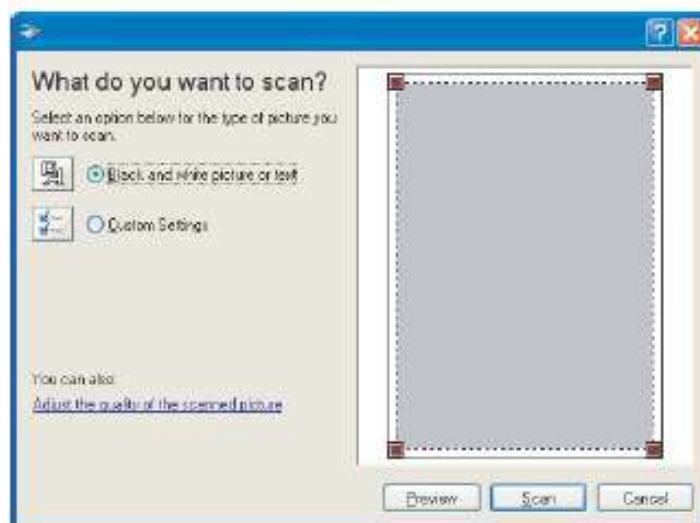 What do you want to scan?
Select an option below for the type of picture you
want to scan.
Black and white picture or text
Custom Settings
You can also:
Adjust the quality of the scanned picture
Preview
Scan
Cancel